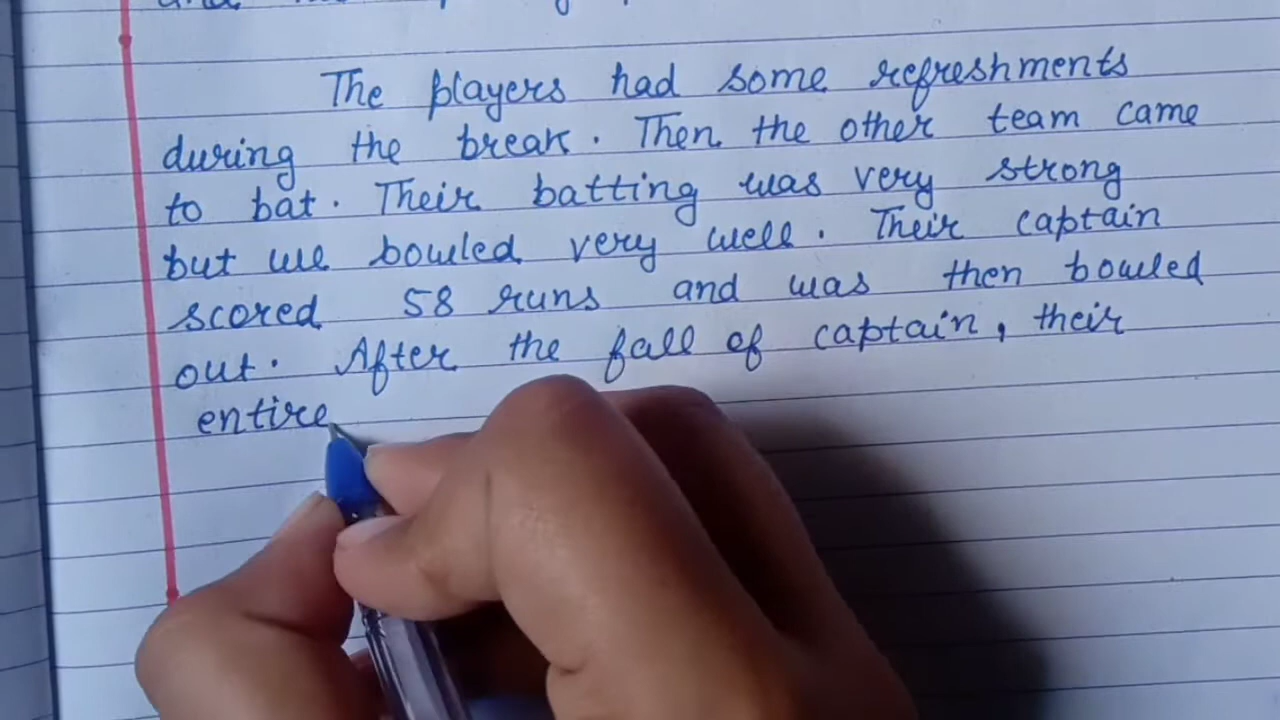 The players had some refreshments
during the break. Then the other team came
to bat. Their batting was very strong
but we bowled very well. Their captain
scored 58 runs and was then bowled
out. After the fall of captain, their
entire